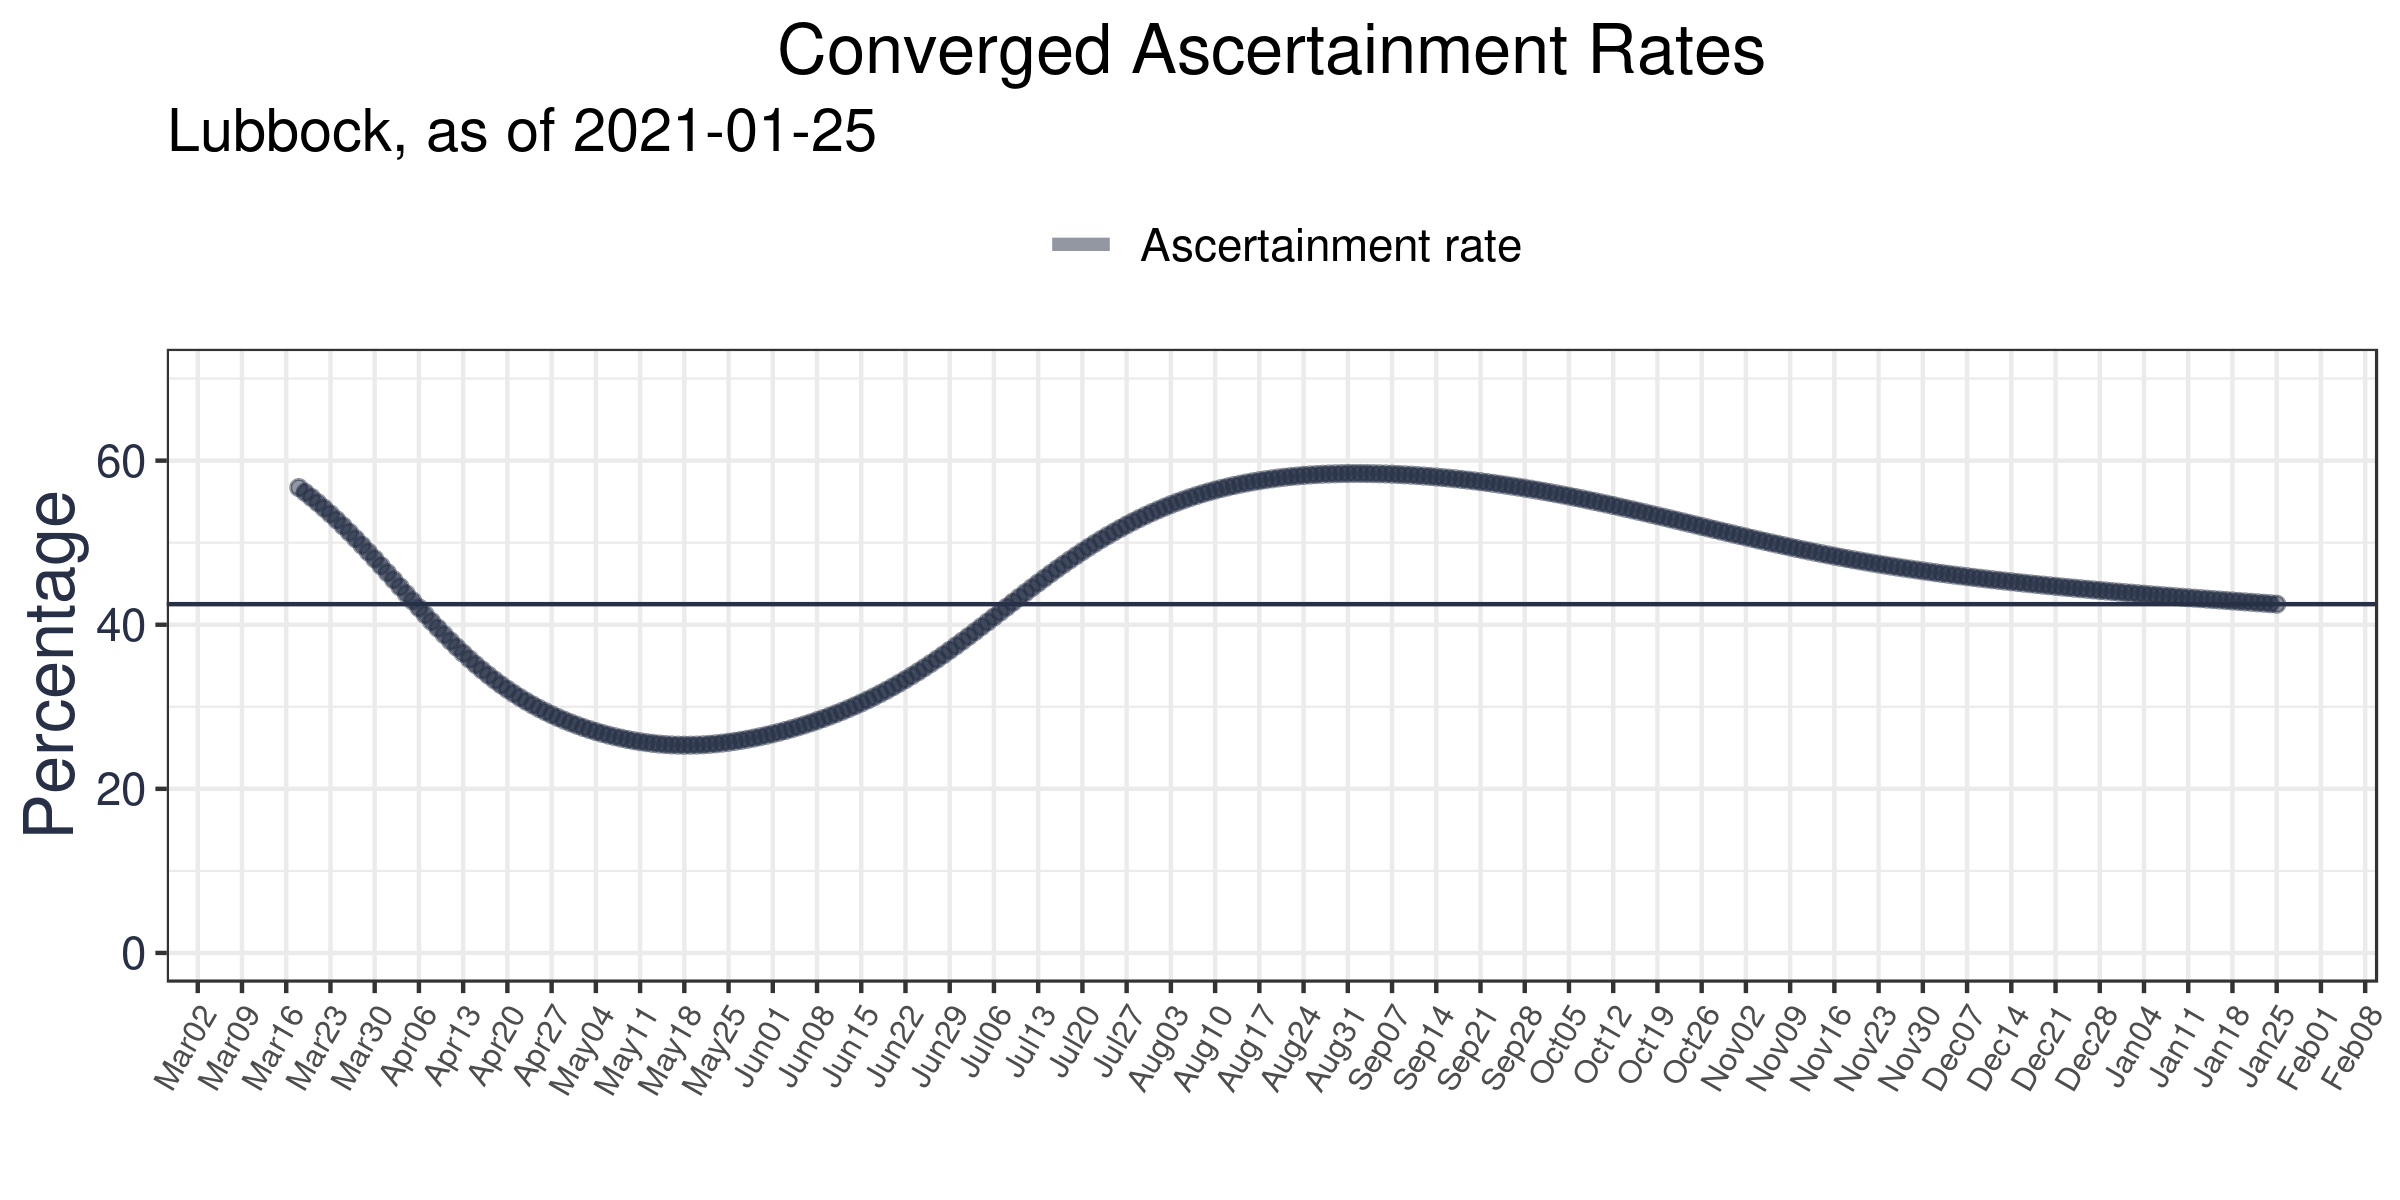 Converged Ascertainment Rates
Lubbock, as of 2021-01-25
Ascertainment rate
Percentage
60
40
20
0
Mar02 Mar09 Mar16 Mar23 Mar30 Apr06 Apr13 Apr20 Apr27 May04 May11 May18 May25 Jun01 Jun08 Jun15 Jun22 Jun29 Jul06 Jul13 Jul20 Jul27 Aug03 Aug10 Aug17 Aug24 Aug31 Sep07 Sep14 Sep21 Sep28 Oct05 Oct12 Oct19 Oct26 Nov02 Nov09 Nov16 Nov23 Nov30 Dec07 Dec14 Dec21 Dec28 Jan04 Jan11 Jan18 Jan25 Feb01 Feb08